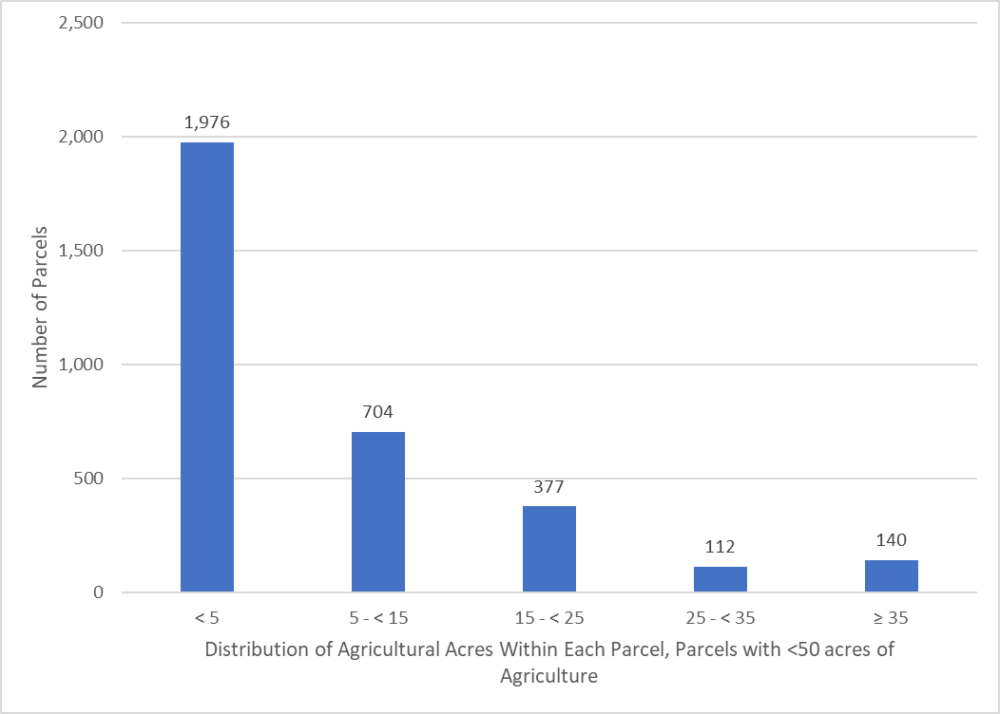 2,500
2,000
1,500
1,000
500
0
Number of Parcels
1,976
704
377
112
140
< 5
5 - < 15
15 - < 25
25 - < 35
≥ 35
Distribution of Agricultural Acres Within Each Parcel, Parcels with <50 acres of
Agriculture